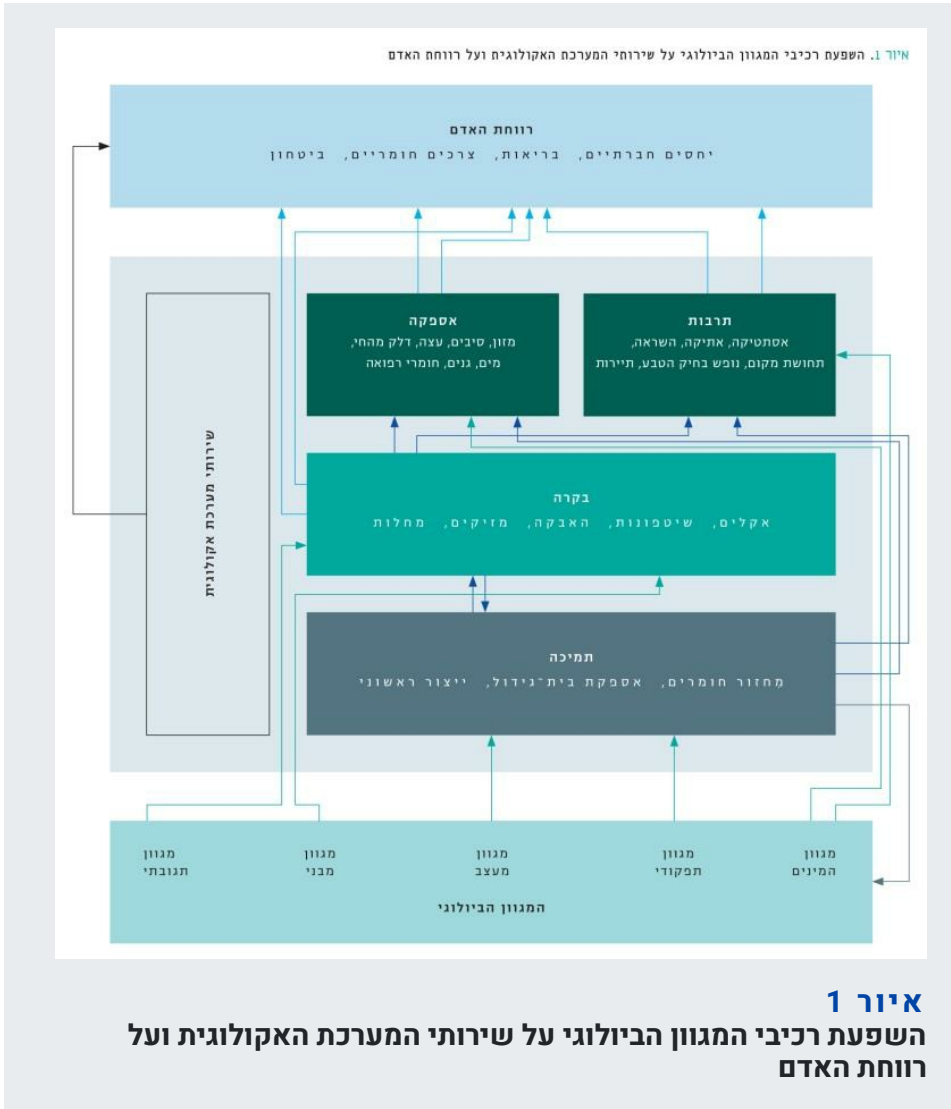 איור 1. השפעת רכיבי המגוון הביולוגי על שירותי המערכת האקולוגית ועל רווחת האדם
רווחת האדם
יחסים חברתיים, בריאות, צרכים חומריים, ביטחון
תרבות
אסתטיקה, אתיקה, השראה,
תחושת מקום, נופש בחיק הטבע, תיירות
אספקה
מזון, סיבים, עצה, דלק מהחי,
מים, גנים, חומרי רפואה
שירותי מערכת אקולוגית
בקרה
אקלים, שיטפונות, האבקה, מזיקים, מחלות
תמיכה
מִחזור חומרים, אספקת בית־גידול, ייצור ראשוני
מגוון
המינים
מגוון
תפקודי
מגוון
מעצב
מגוון
מבני
מגוון
תגובתי
המגוון הביולוגי
איור 1
השפעת רכיבי המגוון הביולוגי על שירותי המערכת האקולוגית ועל
רווחת האדם